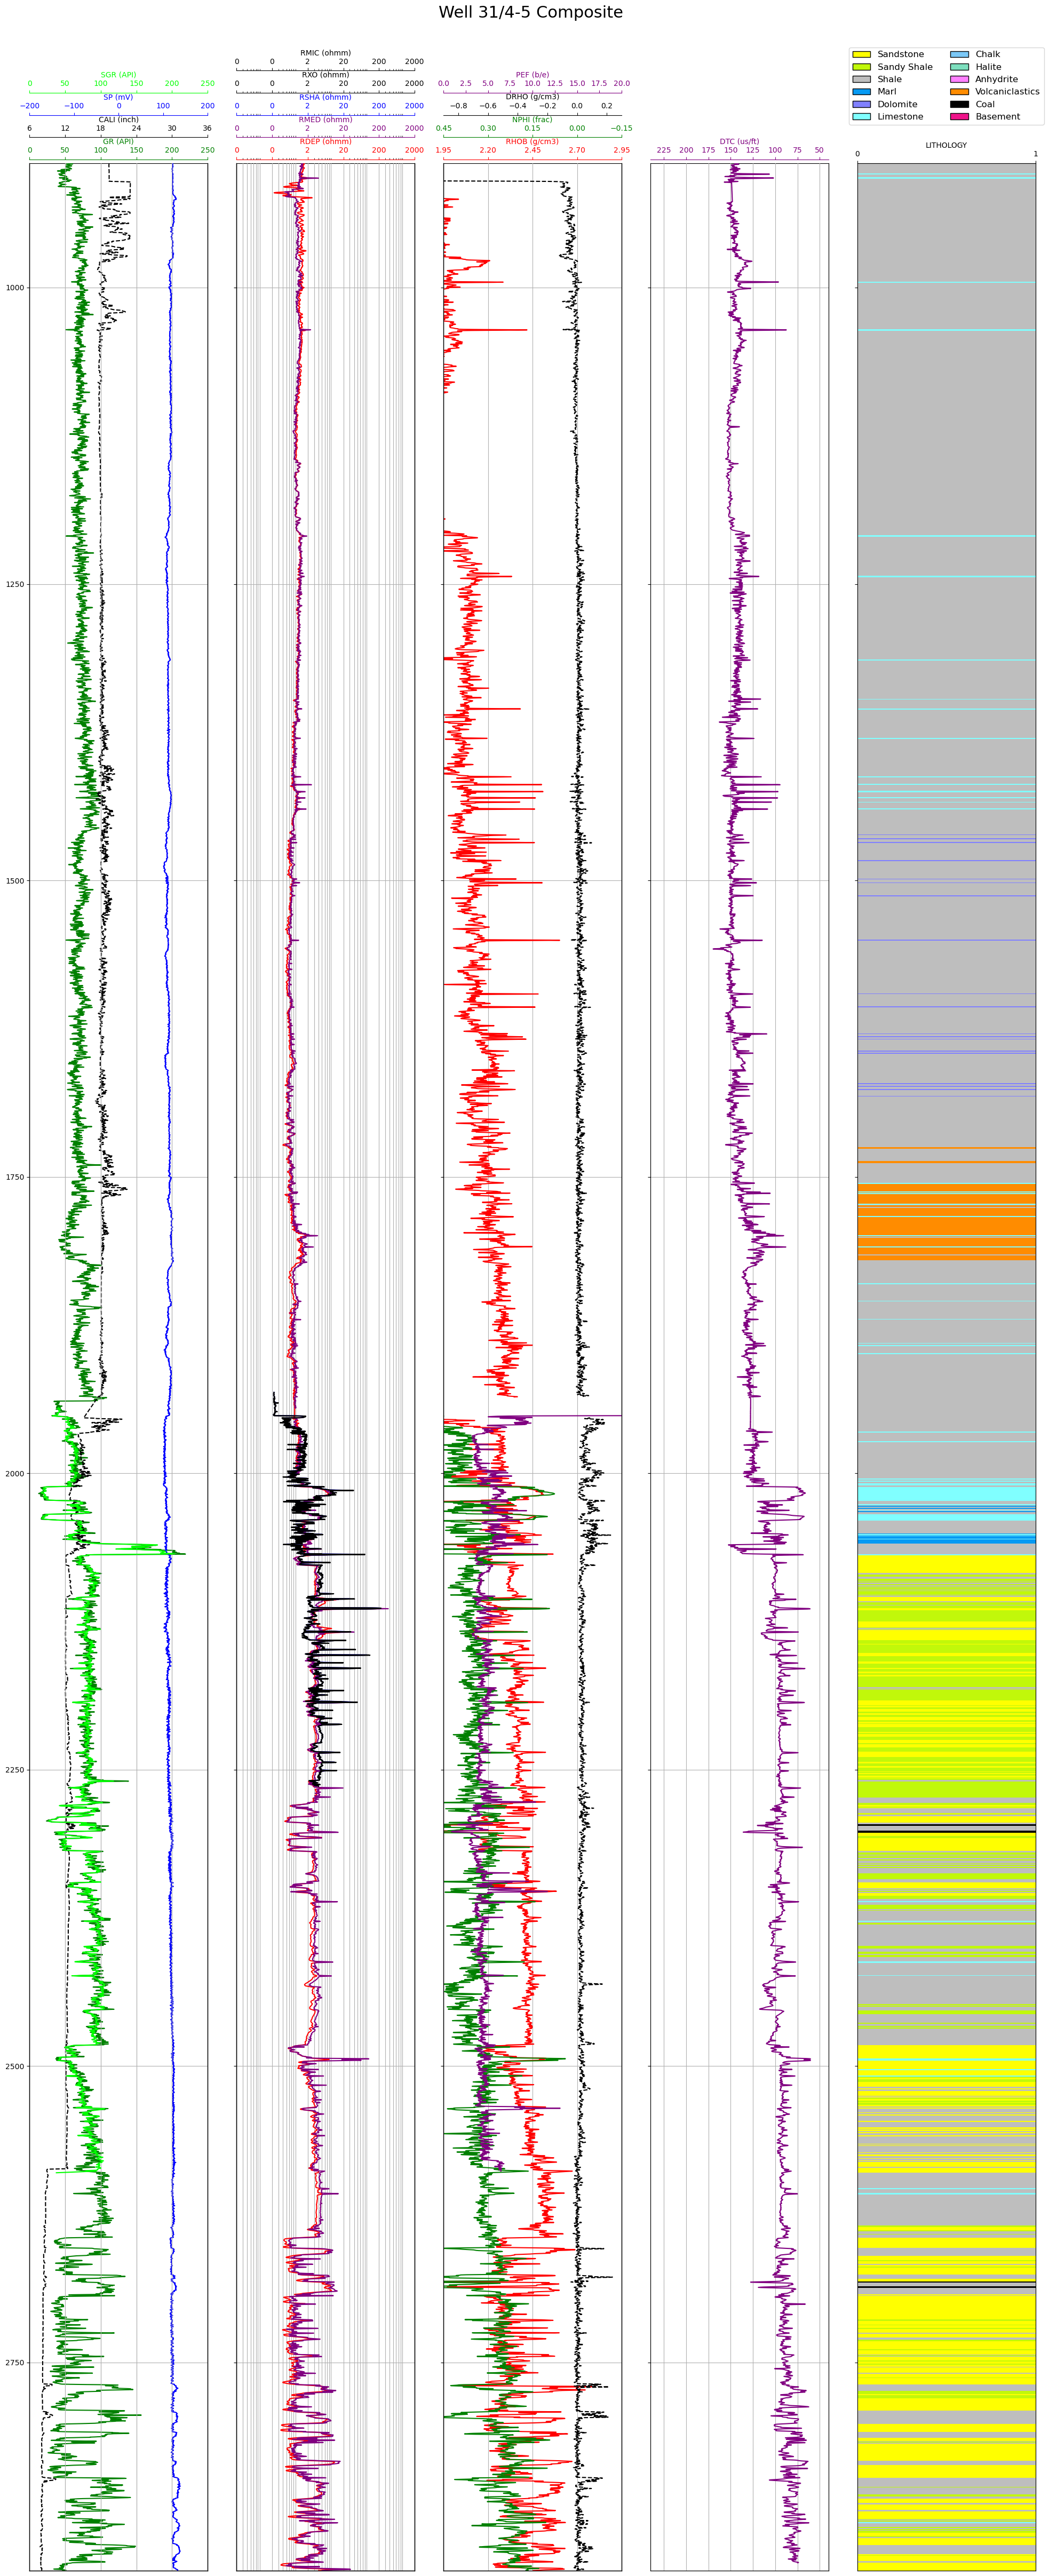 Well 31/4-5 Composite
SGR (API)
0 50 100 150 200 250
SP (mV)
−200 −100 0 100 200
CALI (inch)
6 12 18 24 30 36
GR (API)
0 50 100 150 200 250
RMIC (ohmm)
0 0 2 20 200 2000
RXO (ohmm)
0 0 2 20 200 2000
RSHA (ohmm)
0 0 2 20 200 2000
RMED (ohmm)
0 0 2 20 200 2000
RDEP (ohmm)
0 0 2 20 200 2000
PEF (b/e)
0.0 2.5 5.0 7.5 10.0 12.5 15.0 17.5 20.0
DRHO (g/cm3)
−0.8 −0.6 −0.4 −0.2 0.0 0.2
NPHI (frac)
0.45 0.30 0.15 0.00 −0.15
RHOB (g/cm3)
1.95 2.20 2.45 2.70 2.95
DTC (us/ft)
225 200 175 150 125 100 75 50
Sandstone
Sandy Shale
Shale
Marl
Dolomite
Limestone
Chalk
Halite
Anhydrite
Volcaniclastics
Coal
Basement
LITHOLOGY
0 1
1000
1250
1500
1750
2000
2250
2500
2750